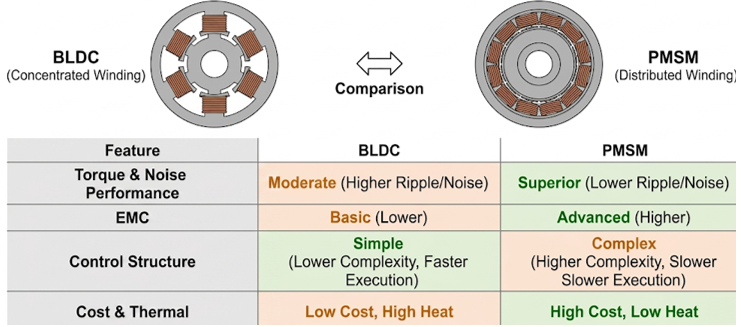 BLDC
(Concentrated Winding)
Comparison
PMSM
(Distributed Winding)
Feature BLDC PMSM
Torque & Noise
Performance
Moderate (Higher Ripple/Noise)
Superior (Lower Ripple/Noise)
EMC Basic (Lower) Advanced (Higher)
Control Structure
Simple
(Lower Complexity, Faster
Execution)
Complex
(Higher Complexity, Slower
Slower Execution)
Cost & Thermal Low Cost, High Heat High Cost, Low Heat